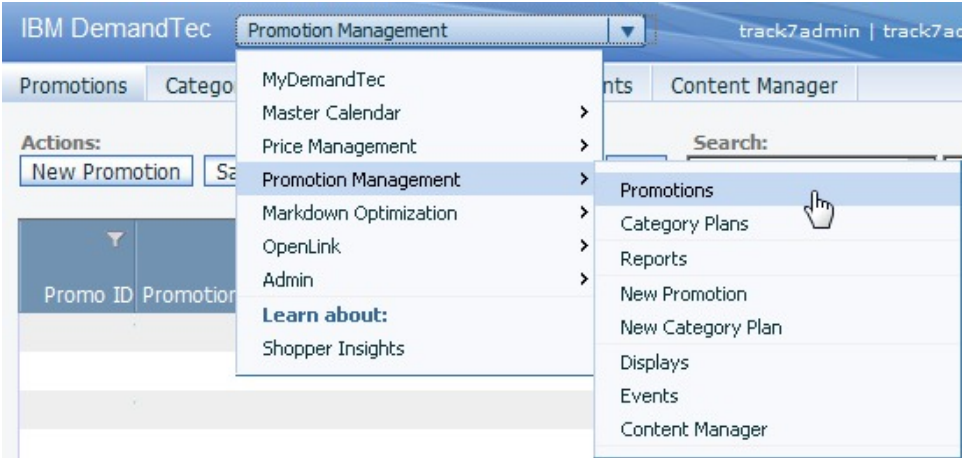 IBM DemandTec
Promotion Management
track7admin | track7ad
Promotions
Catego
nts
Content Manager
MyDemandTec
Master Calendar
Price Management
Promotion Management
Markdown Optimization
OpenLink
Admin
Learn about:
Shopper Insights
Actions:
New Promotion
Sa
Search:
Promotions
Category Plans
Reports
New Promotion
New Category Plan
Displays
Events
Content Manager
Promo ID
Promotion